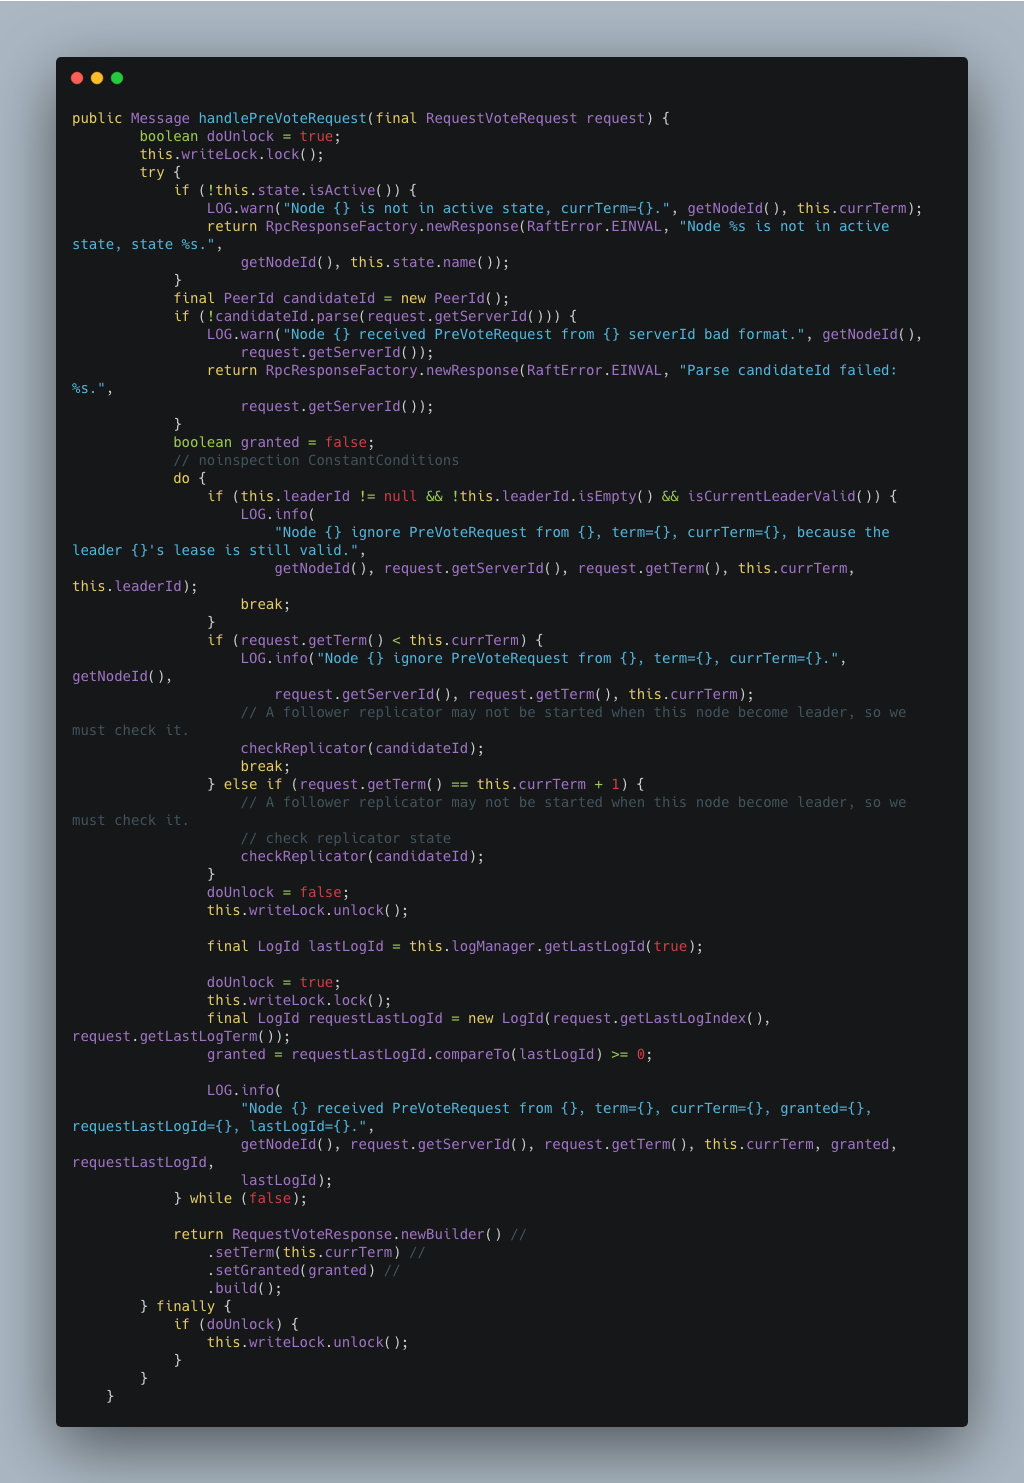 public Message handlePreVoteRequest(final RequestVoteRequest request) {
        boolean doUnlock = true;
        this.writeLock.lock();
        try {
            if (!this.state.isActive()) {
                LOG.warn("Node {} is not in active state, currTerm={}.", getNodeId(), this.currTerm);
                return RpcResponseFactory.newResponse(RaftError.EINVAL, "Node %s is not in active
state, state %s.",
                    getNodeId(), this.state.name());
            }
            final PeerId candidateId = new PeerId();
            if (!candidateId.parse(request.getServerId())) {
                LOG.warn("Node {} received PreVoteRequest from {} serverId bad format.", getNodeId(),
                    request.getServerId());
                return RpcResponseFactory.newResponse(RaftError.EINVAL, "Parse candidateId failed:
%s.",
                    request.getServerId());
            }
            boolean granted = false;
            // noinspection ConstantConditions
            do {
                if (this.leaderId != null && !this.leaderId.isEmpty() && isCurrentLeaderValid()) {
                    LOG.info(
                        "Node {} ignore PreVoteRequest from {}, term={}, currTerm={}, because the
leader {}'s lease is still valid.",
                        getNodeId(), request.getServerId(), request.getTerm(), this.currTerm,
this.leaderId);
                    break;
                }
                if (request.getTerm() < this.currTerm) {
                    LOG.info("Node {} ignore PreVoteRequest from {}, term={}, currTerm={}.",
getNodeId(),
                        request.getServerId(), request.getTerm(), this.currTerm);
                    // A follower replicator may not be started when this node become leader, so we
must check it.
                    checkReplicator(candidateId);
                    break;
                } else if (request.getTerm() == this.currTerm + 1) {
                    // A follower replicator may not be started when this node become leader, so we
must check it.
                    // check replicator state
                    checkReplicator(candidateId);
                }
                doUnlock = false;
                this.writeLock.unlock();

                final LogId lastLogId = this.logManager.getLastLogId(true);

                doUnlock = true;
                this.writeLock.lock();
                final LogId requestLastLogId = new LogId(request.getLastLogIndex(),
request.getLastLogTerm());
                granted = requestLastLogId.compareTo(lastLogId) >= 0;

                LOG.info(
                    "Node {} received PreVoteRequest from {}, term={}, currTerm={}, granted={},
requestLastLogId={}, lastLogId={}.",
                    getNodeId(), request.getServerId(), request.getTerm(), this.currTerm, granted,
requestLastLogId,
                    lastLogId);
            } while (false);

            return RequestVoteResponse.newBuilder() //
                .setTerm(this.currTerm) //
                .setGranted(granted) //
                .build();
        } finally {
            if (doUnlock) {
                this.writeLock.unlock();
            }
        }
    }